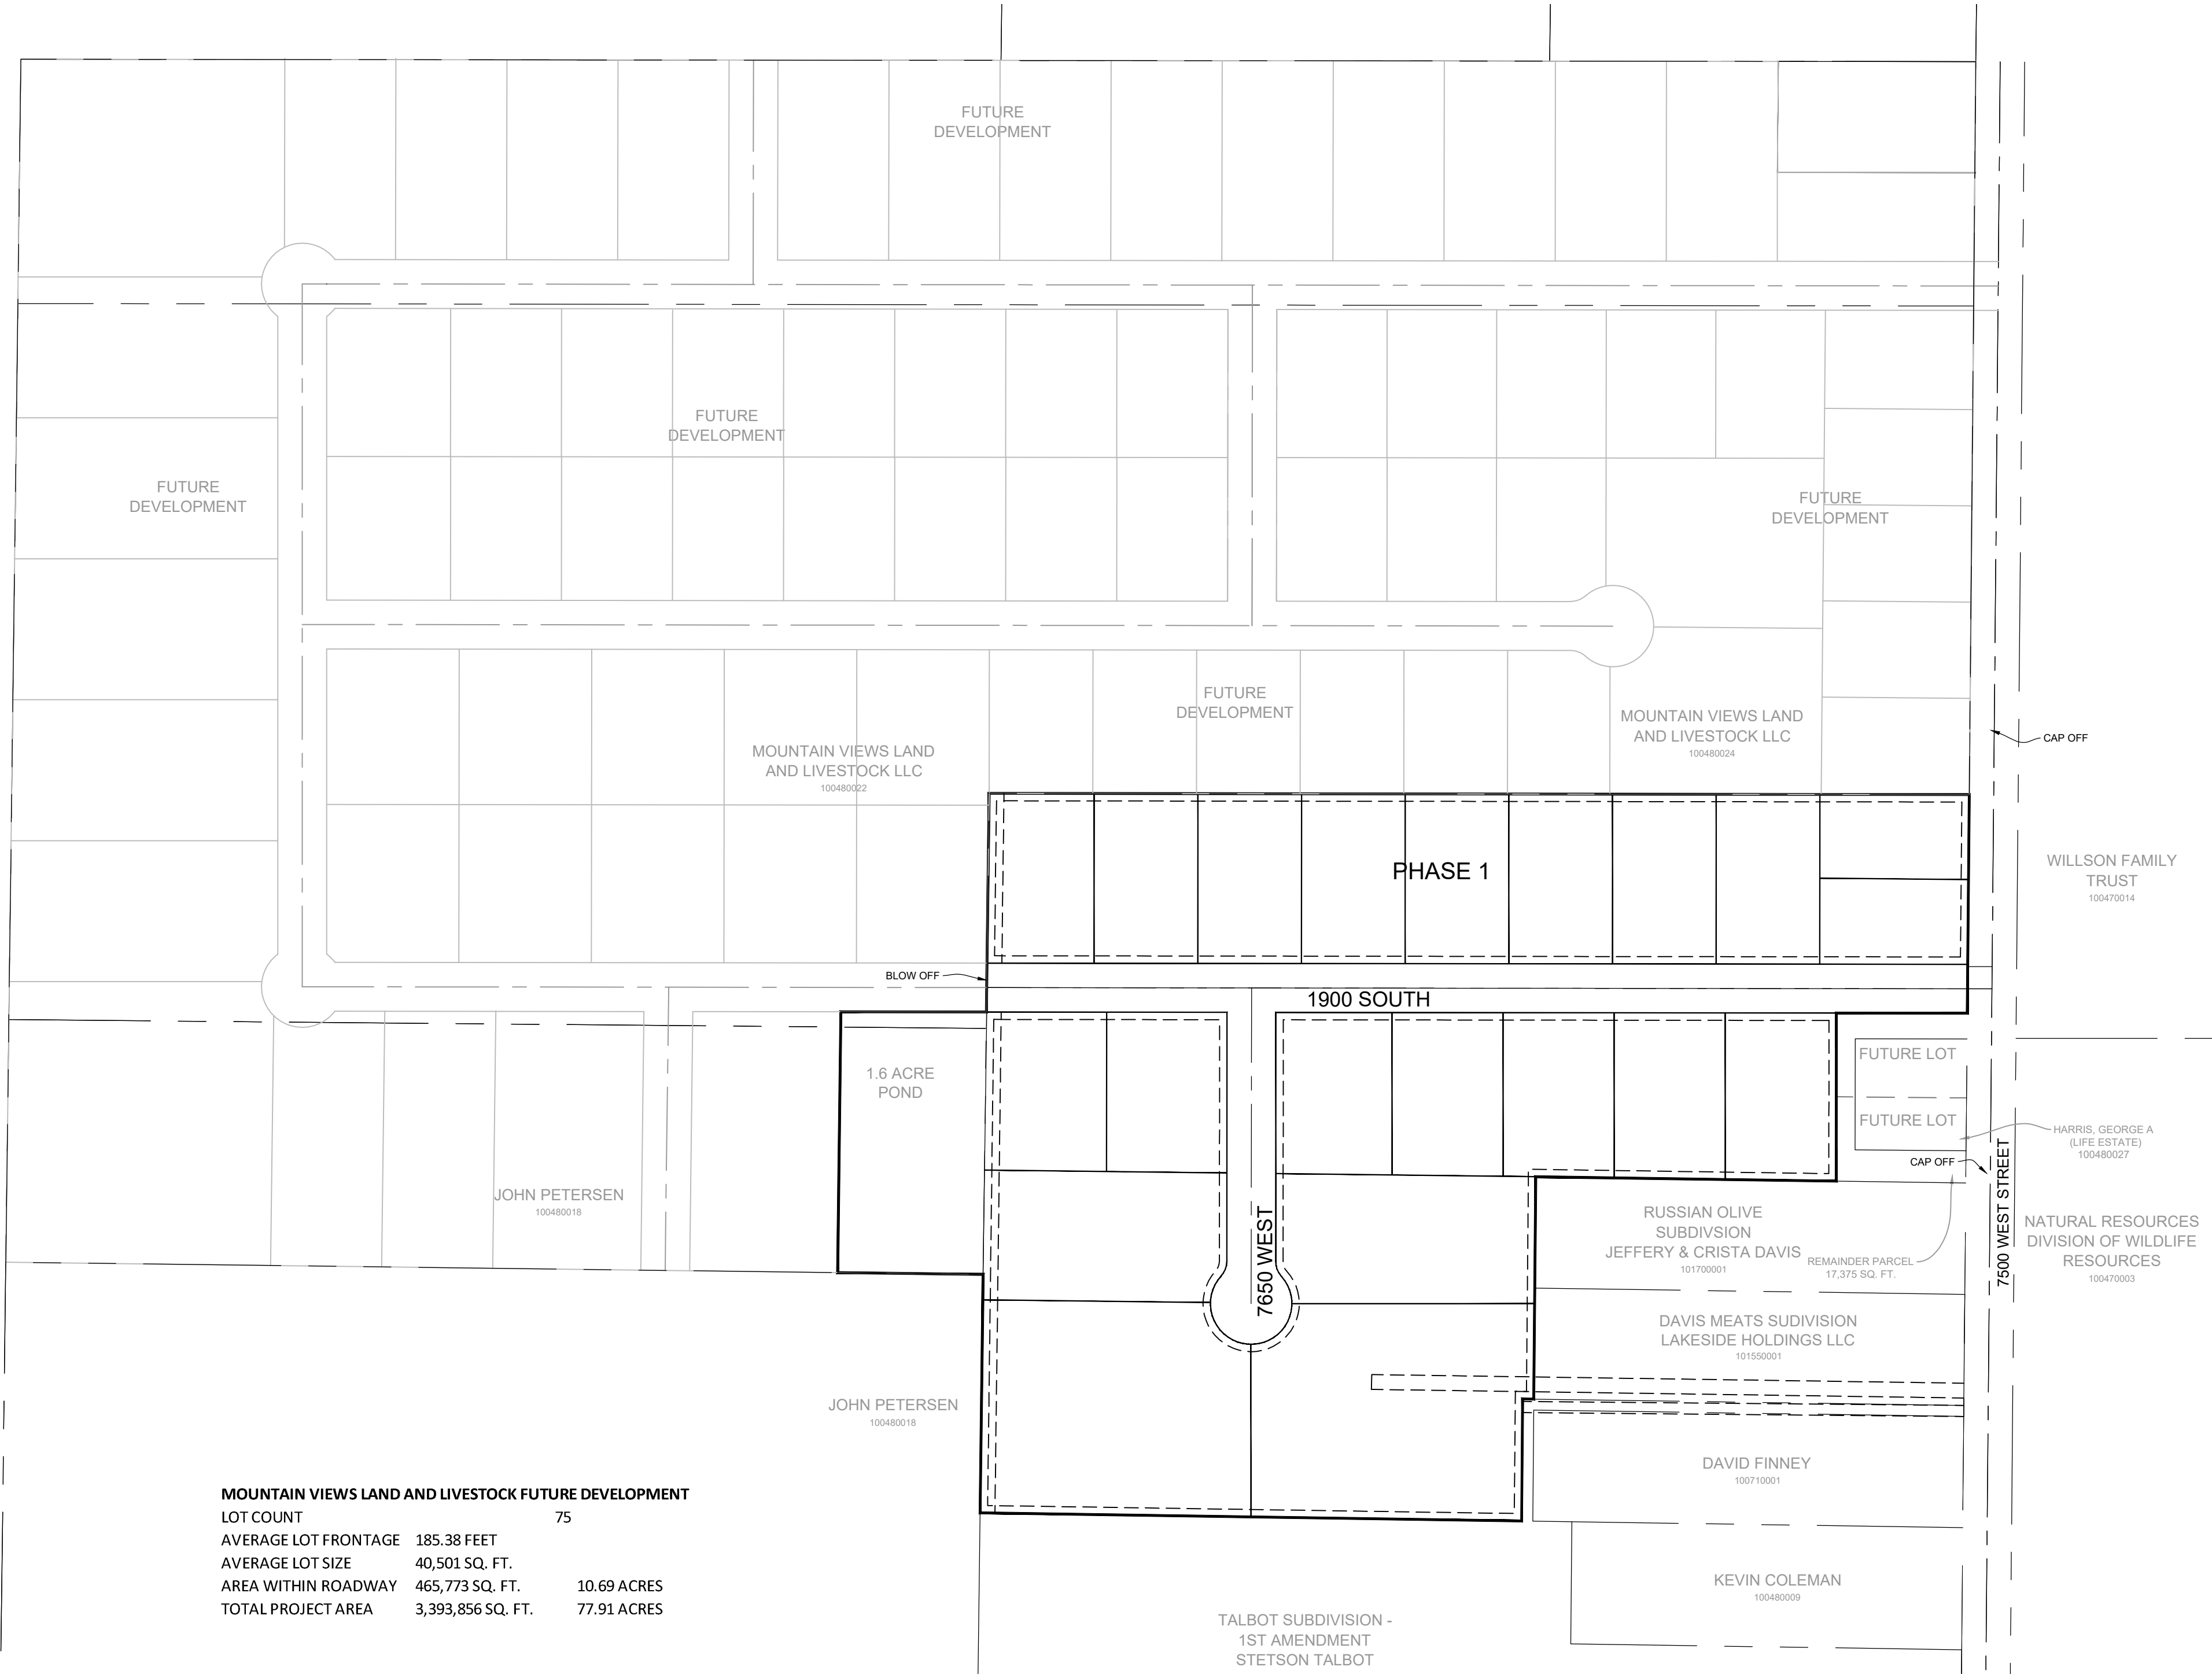 FUTURE
DEVELOPMENT
FUTURE
DEVELOPMENT
FUTURE
DEVELOPMENT
FUTURE
DEVELOPMENT
FUTURE
DEVELOPMENT
MOUNTAIN VIEWS LAND
AND LIVESTOCK LLC
100480024
MOUNTAIN VIEWS LAND
AND LIVESTOCK LLC
100480022
CAP OFF
PHASE 1
WILLSON FAMILY
TRUST
100470014
BLOW OFF
1900 SOUTH
1.6 ACRE
POND
FUTURE LOT
FUTURE LOT
HARRIS, GEORGE A
(LIFE ESTATE)
100480027
CAP OFF
7500 WEST STREET
JOHN PETERSEN
100480018
7650 WEST
RUSSIAN OLIVE
SUBDIVSION
JEFFERY & CRISTA DAVIS
101700001
REMAINDER PARCEL
17,375 SQ. FT.
NATURAL RESOURCES
DIVISION OF WILDLIFE
RESOURCES
100470003
DAVIS MEATS SUDIVISION
LAKESIDE HOLDINGS LLC
101550001
JOHN PETERSEN
100480018
DAVID FINNEY
100710001
MOUNTAIN VIEWS LAND AND LIVESTOCK FUTURE DEVELOPMENT
LOT COUNT 75
AVERAGE LOT FRONTAGE 185.38 FEET
AVERAGE LOT SIZE 40,501 SQ. FT.
AREA WITHIN ROADWAY 465,773 SQ. FT. 10.69 ACRES
TOTAL PROJECT AREA 3,393,856 SQ. FT. 77.91 ACRES
KEVIN COLEMAN
100480009
TALBOT SUBDIVISION -
1ST AMENDMENT
STETSON TALBOT